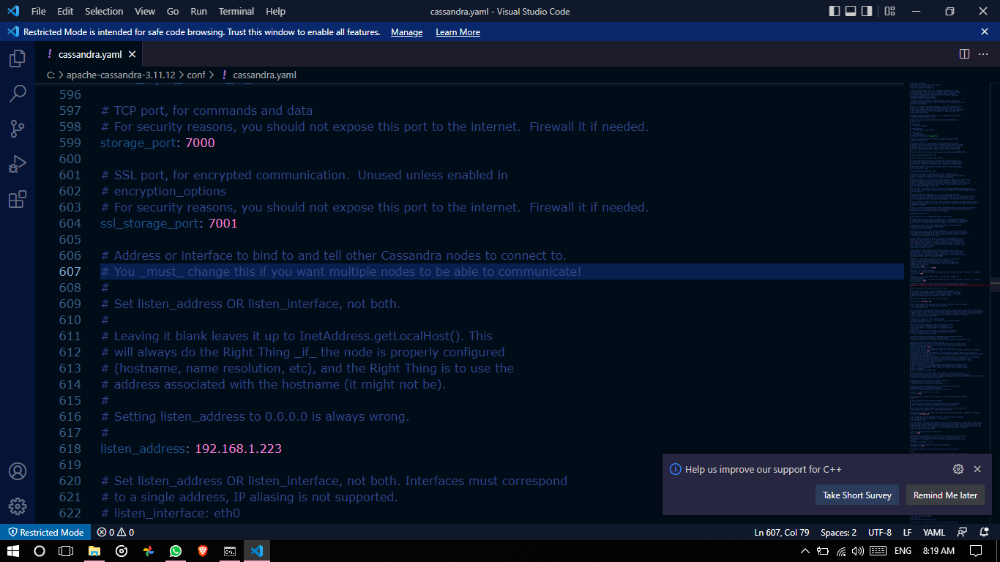 File Edit Selection View Go Run Terminal Help
cassandra.yaml - Visual Studio Code
Restricted Mode is intended for safe code browsing. Trust this window to enable all features. Manage Learn More
! cassandra.yaml
C: > apache-cassandra-3.11.12 > conf > ! cassandra.yaml
596
597 # TCP port, for commands and data
598 # For security reasons, you should not expose this port to the internet.  Firewall it if needed.
599 storage_port: 7000
600
601 # SSL port, for encrypted communication.  Unused unless enabled in
602 # encryption_options
603 # For security reasons, you should not expose this port to the internet.  Firewall it if needed.
604 ssl_storage_port: 7001
605
606 # Address or interface to bind to and tell other Cassandra nodes to connect to.
607 # You _must_ change this if you want multiple nodes to be able to communicate!
608 #
609 # Set listen_address OR listen_interface, not both.
610 #
611 # Leaving it blank leaves it up to InetAddress.getLocalHost(). This
612 # will always do the Right Thing _if_ the node is properly configured
613 # (hostname, name resolution, etc), and the Right Thing is to use the
614 # address associated with the hostname (it might not be).
615 #
616 # Setting listen_address to 0.0.0.0 is always wrong.
617 #
618 listen_address: 192.168.1.223
619
620 # Set listen_address OR listen_interface, not both. Interfaces must correspond
621 # to a single address, IP aliasing is not supported.
622 # listen_interface: eth0
Help us improve our support for C++
Take Short Survey Remind Me later
Restricted Mode 0 0 Ln 607, Col 79 Spaces: 2 UTF-8 LF YAML
ENG 8:19 AM